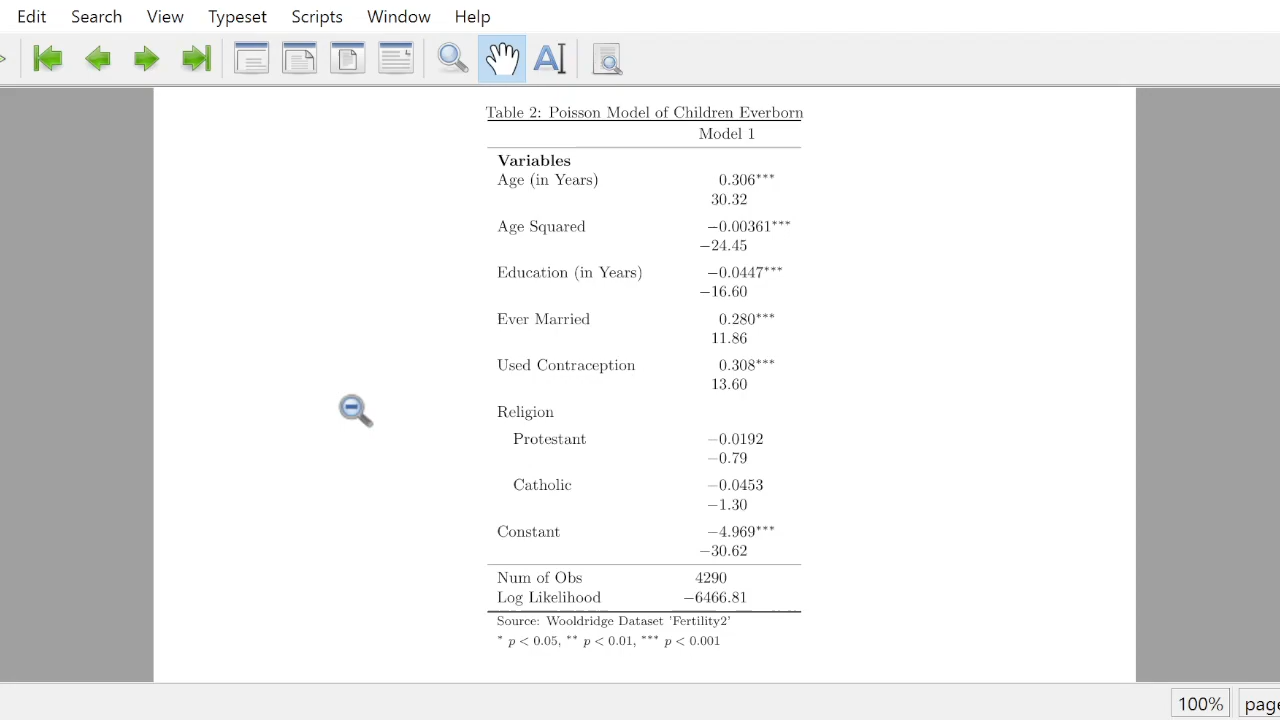 Edit Search View Typeset Scripts Window Help
Table 2: Poisson Model of Children Everborn
Model 1
Variables
Age (in Years) 0.306***
30.32
Age Squared −0.00361***
−24.45
Education (in Years) −0.0447***
−16.60
Ever Married 0.280***
11.86
Used Contraception 0.308***
13.60
Religion
Protestant −0.0192
−0.79
Catholic −0.0453
−1.30
Constant −4.969***
−30.62
Num of Obs 4290
Log Likelihood −6466.81
Source: Wooldridge Dataset 'Fertility2'
* p < 0.05, ** p < 0.01, *** p < 0.001
100% page